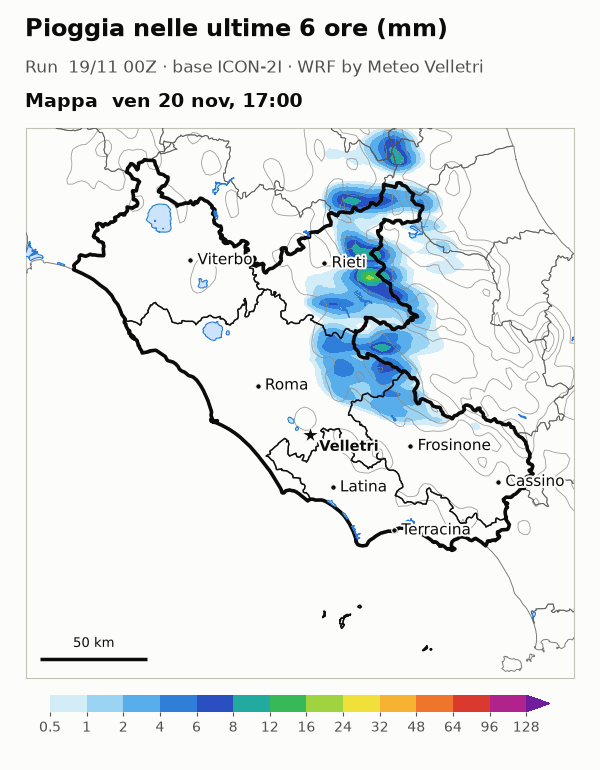 Pioggia nelle ultime 6 ore (mm)
Run  19/11 00Z · base ICON-2I · WRF by Meteo Velletri
Mappa  ven 20 nov, 17:00
Viterbo
Rieti
Roma
Velletri
Frosinone
Latina
Cassino
Terracina
50 km
0.5 1 2 4 6 8 12 16 24 32 48 64 96 128